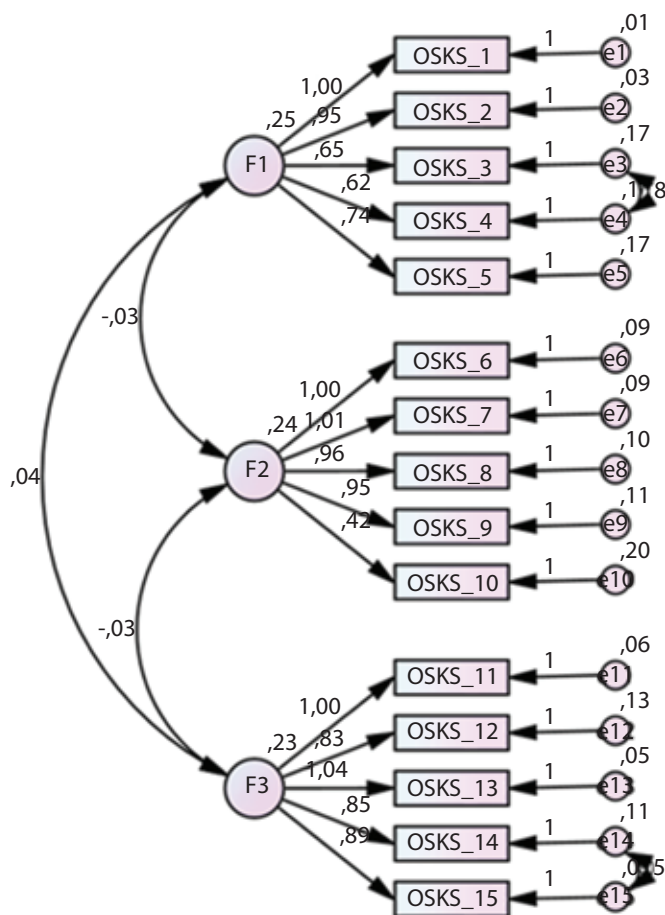 ,01
1 e1
OSKS_1
1,00
,03
1 e2
OSKS_2
,25 ,95
,17
1 e3
OSKS_3
F1 ,65
1 e4
OSKS_4
,62
,17
1 e5
OSKS_5
,74
-,03
,09
1 e6
OSKS_6
1,00
,09
1 e7
OSKS_7
,24 1,01
,10
1 e8
OSKS_8
F2 ,96
,11
1 e9
OSKS_9
,95
,20
1 e10
OSKS_10
,42
,04
-,03
,06
1 e11
OSKS_11
1,00
,13
1 e12
OSKS_12
,23 ,83
,05
1 e13
OSKS_13
F3 1,04
,11
1 e14
OSKS_14
,85
1 e15
OSKS_15
,89